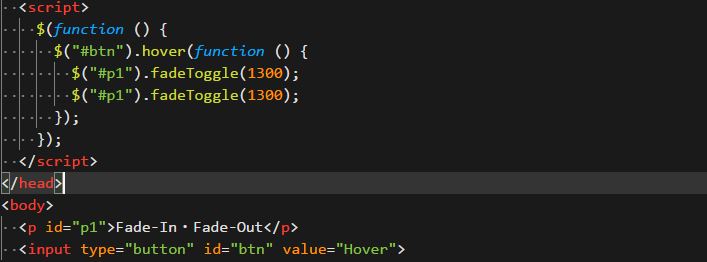 <script>
$(function () {
$("#btn").hover(function () {
$("#p1").fadeToggle(1300);
$("#p1").fadeToggle(1300);
});
});
</script>
</head>
<body>
<p id="p1">Fade-In・Fade-Out</p>
<input type="button" id="btn" value="Hover">